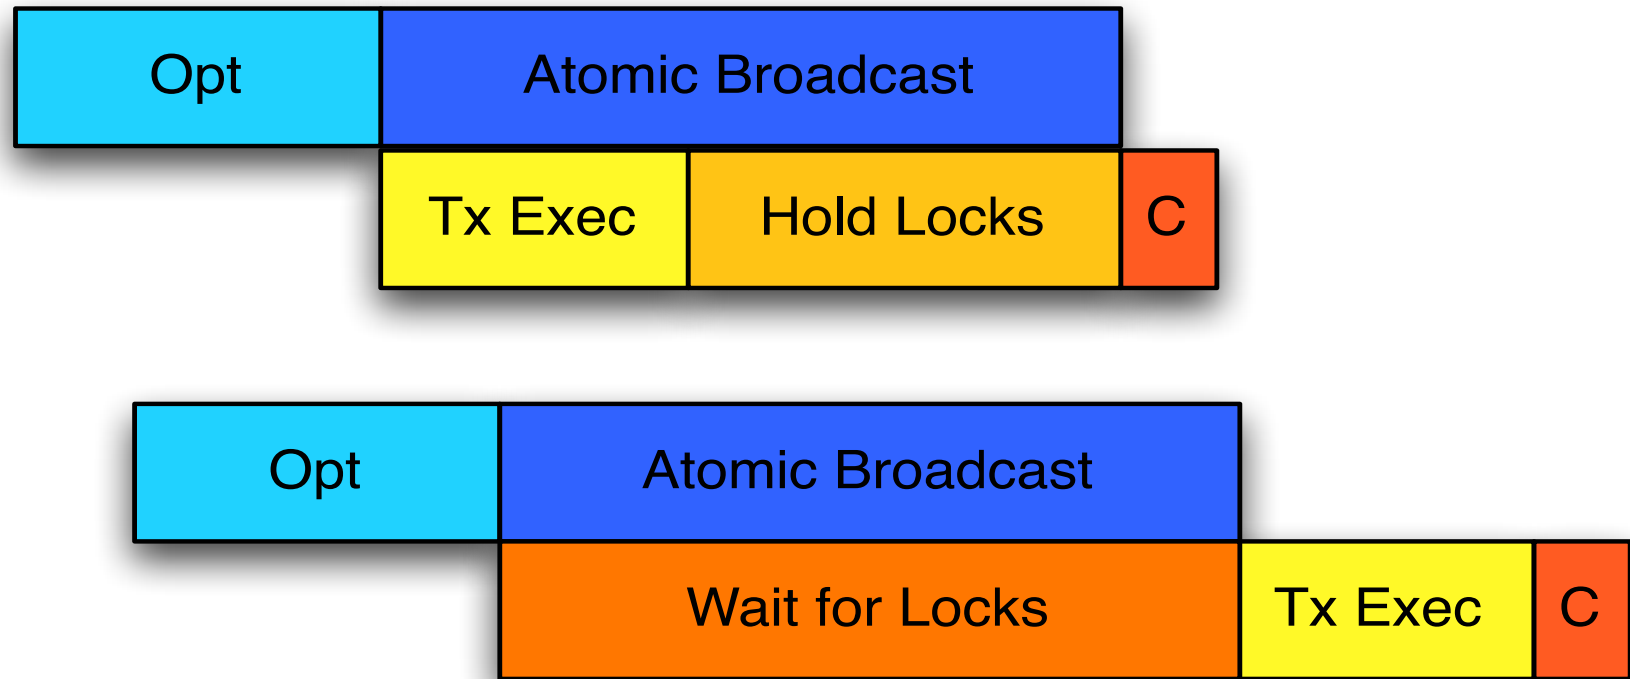 Opt Atomic Broadcast
Tx Exec Hold Locks C
Opt Atomic Broadcast
Wait for Locks Tx Exec C